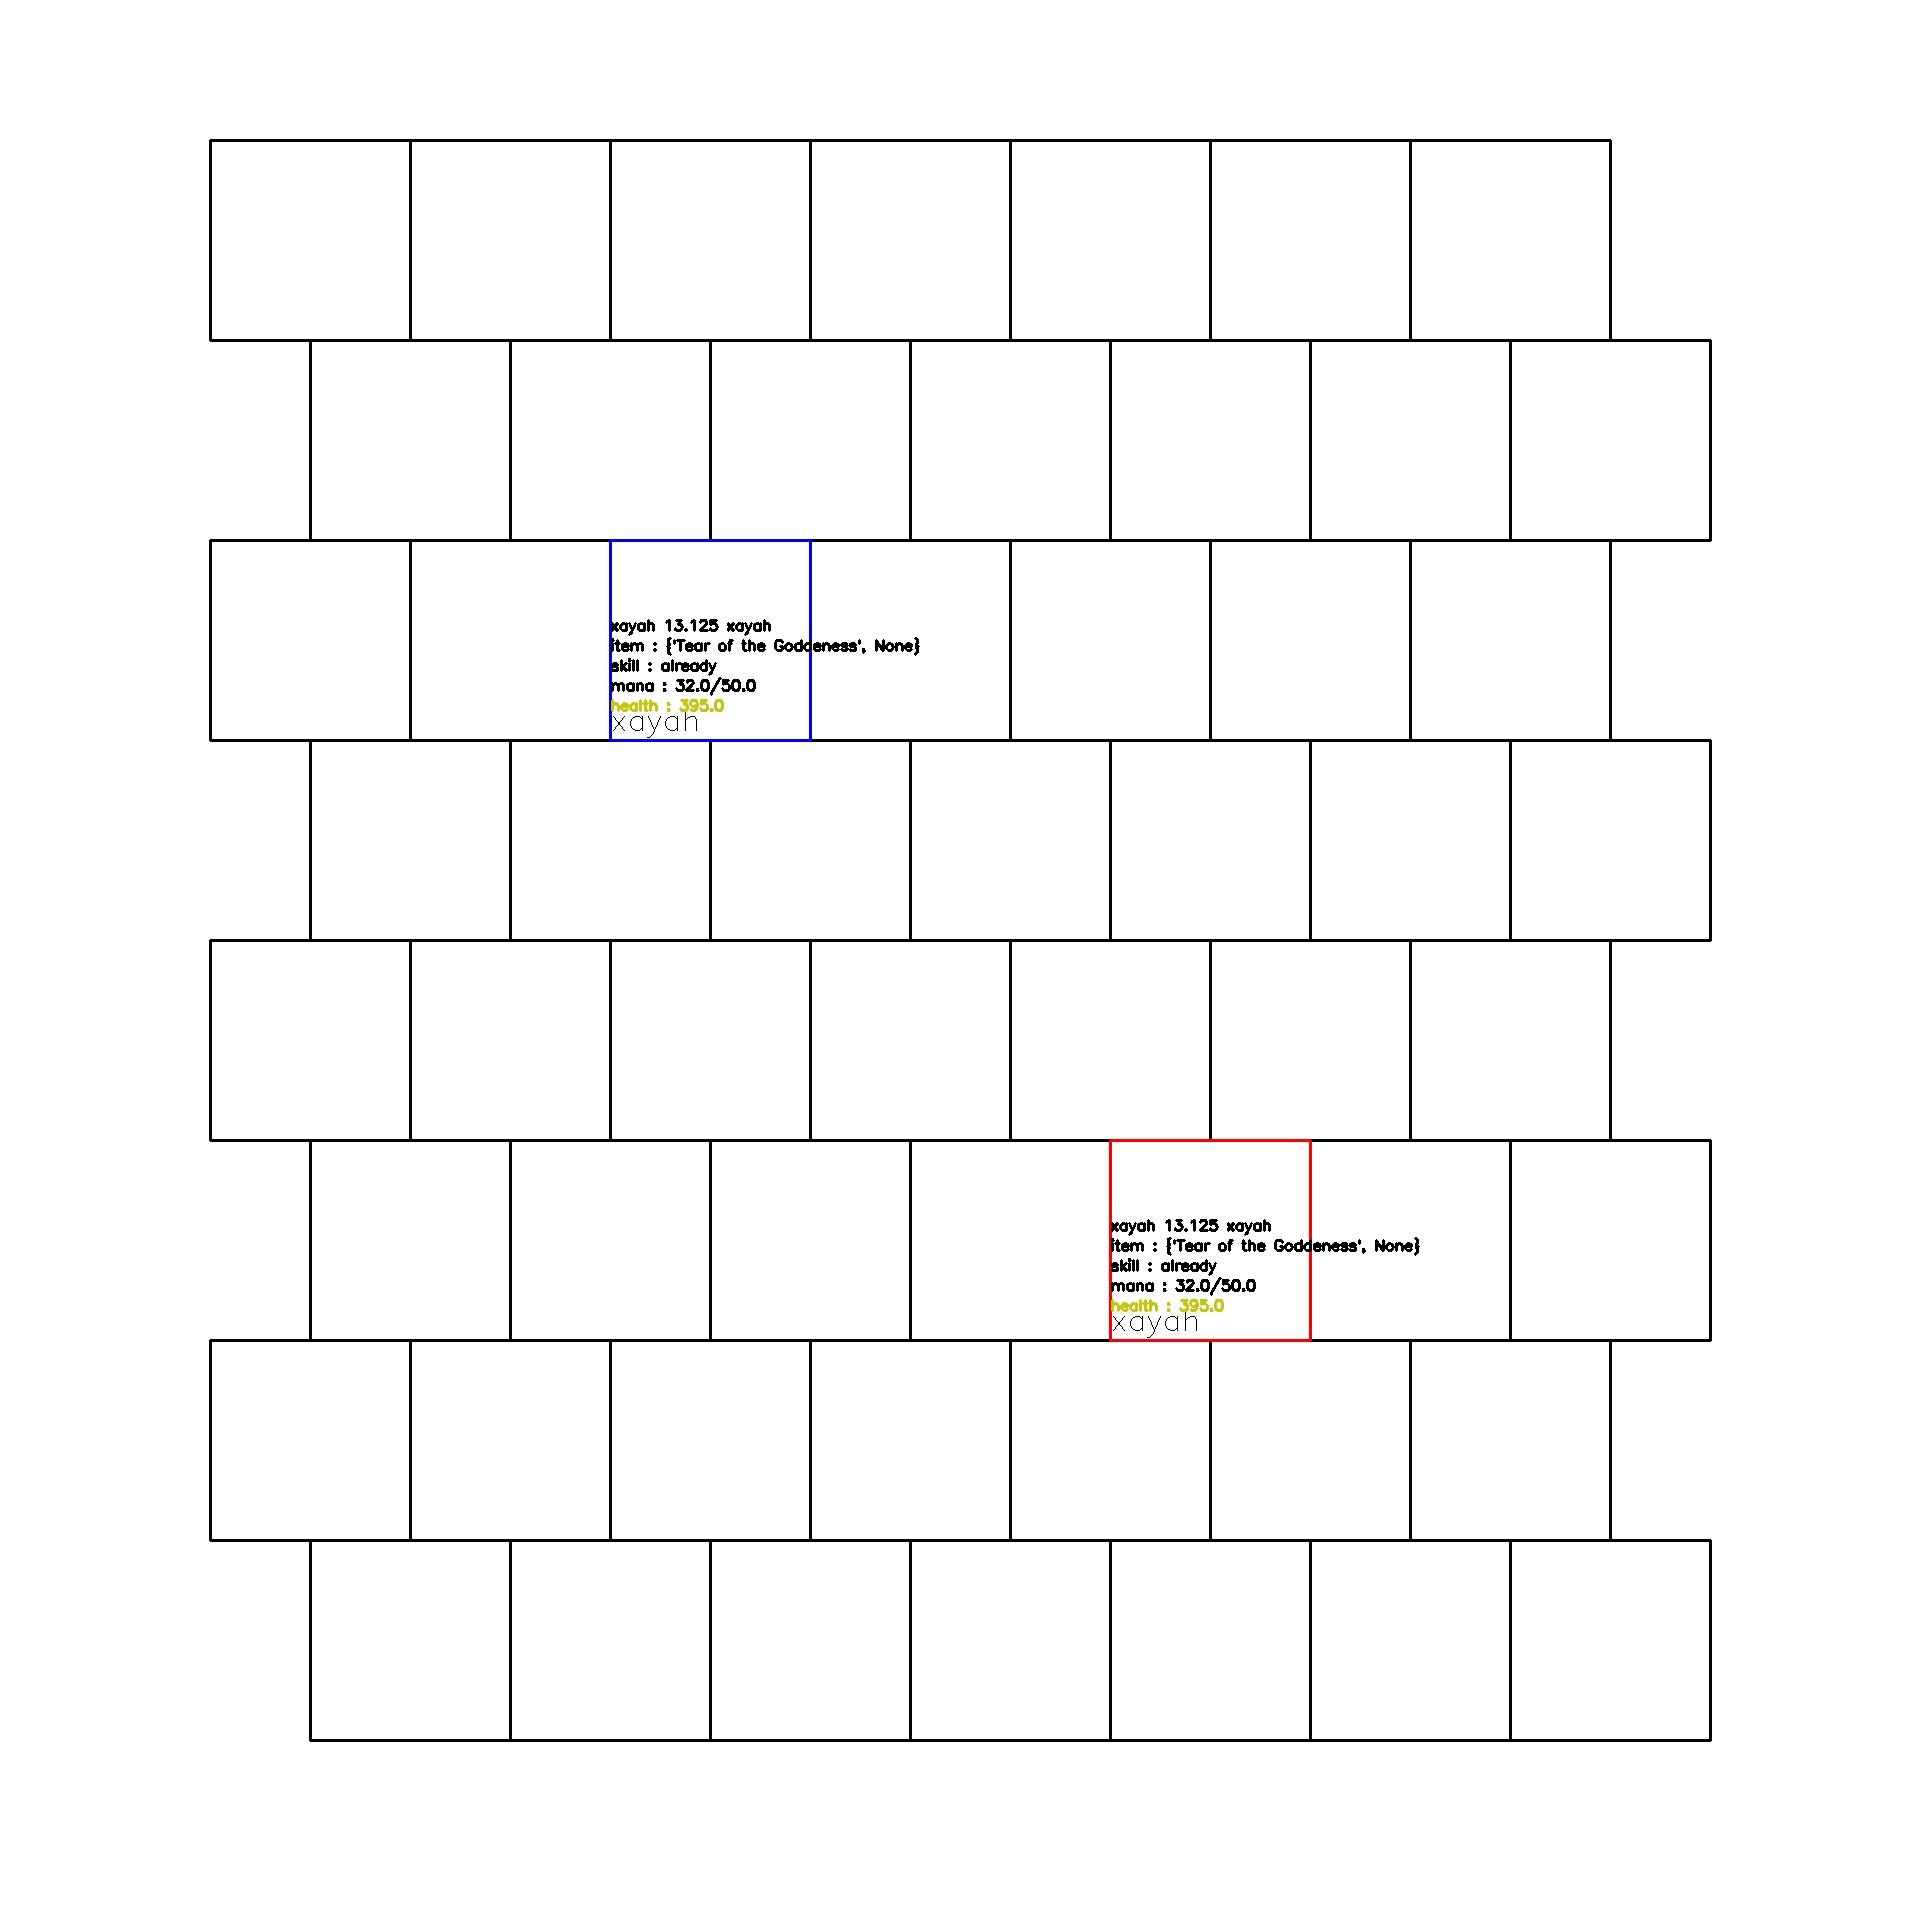 xayah 13.125 xayah
item : {'Tear of the Goddeness', None}
skill : already
mana : 32.0/50.0
health : 395.0
xayah
xayah 13.125 xayah
item : {'Tear of the Goddeness', None}
skill : already
mana : 32.0/50.0
health : 395.0
xayah